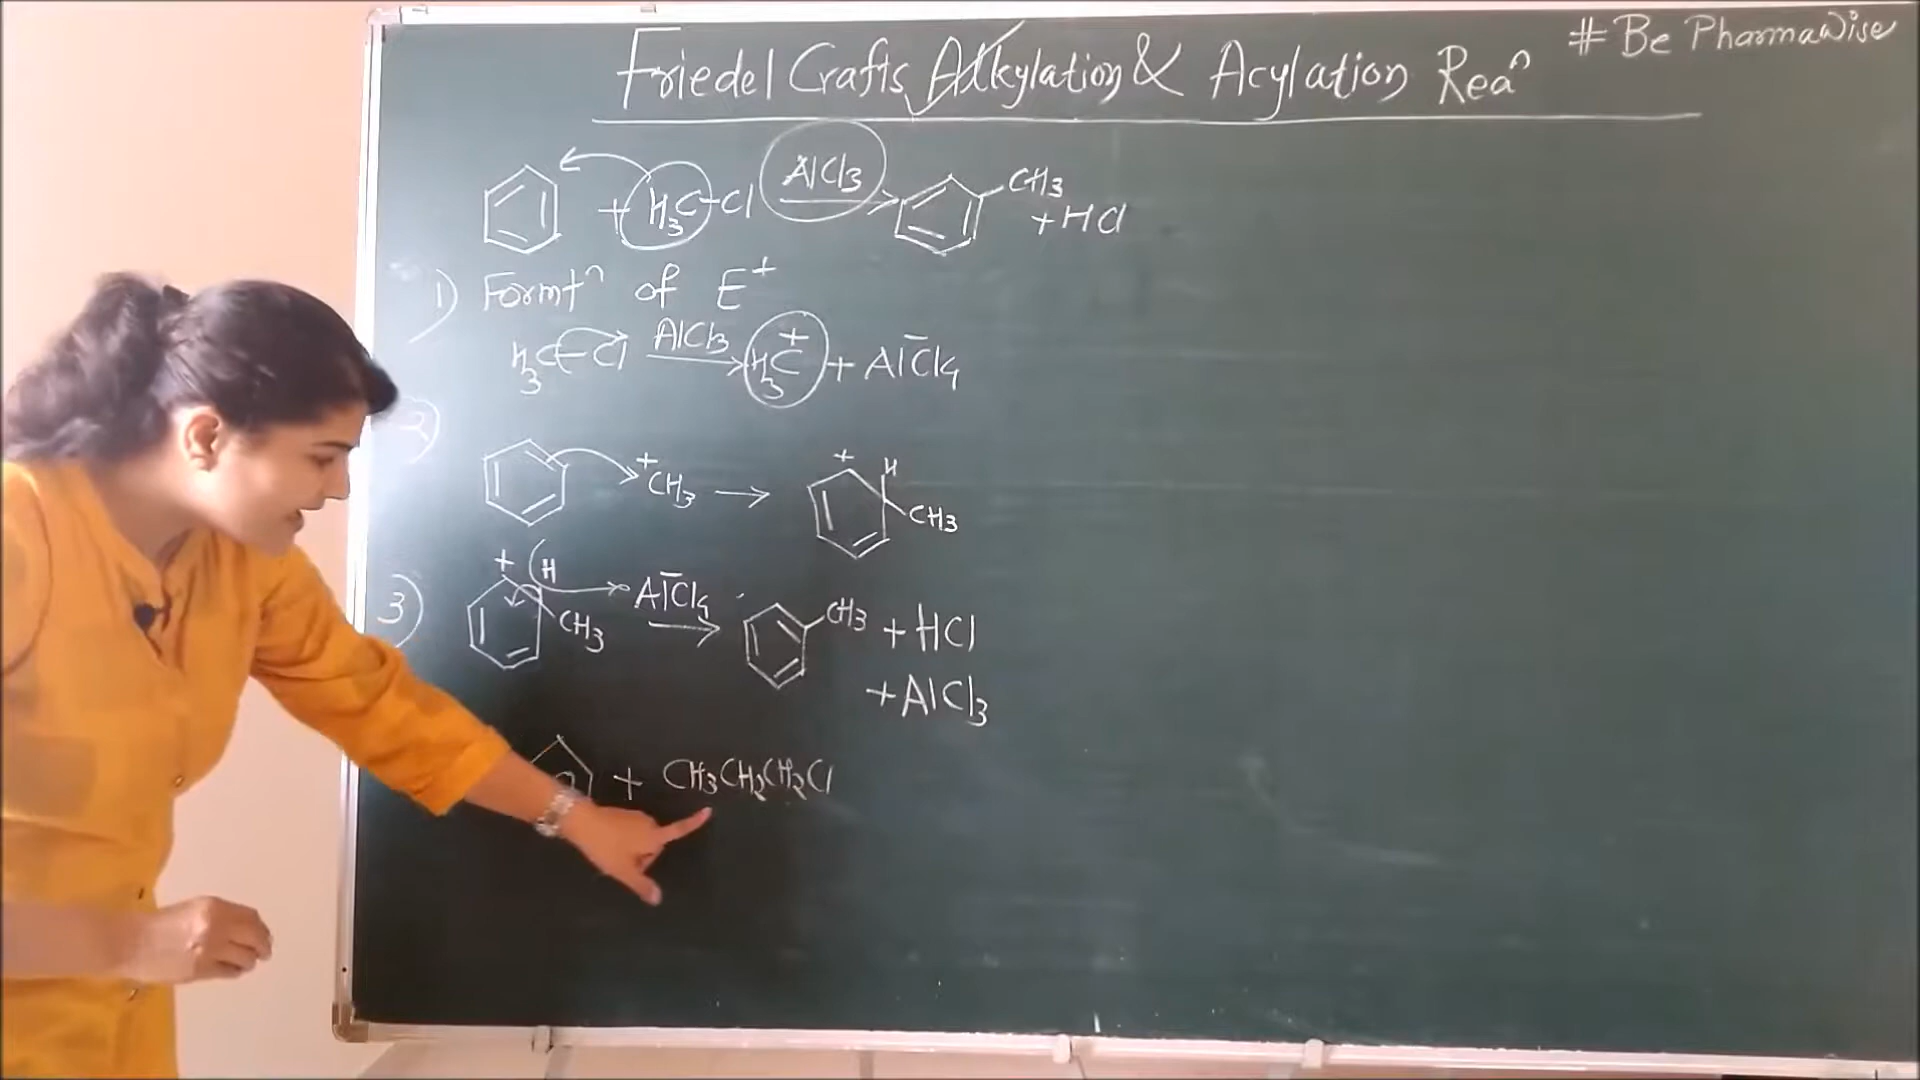 Friedel Crafts Alkylation & Acylation Reaⁿ
# Be PharmaWise
+ H₃C-Cl AlCl₃ → CH₃
+ HCl
1) Formtⁿ of E⁺
H₃C-Cl AlCl₃ → H₃C⁺ + AlCl₄⁻
2)
⁺CH₃ → + H CH₃
3) + H CH₃ AlCl₄⁻ → CH₃ + HCl
+ AlCl₃
+ CH₃CH₂CH₂Cl